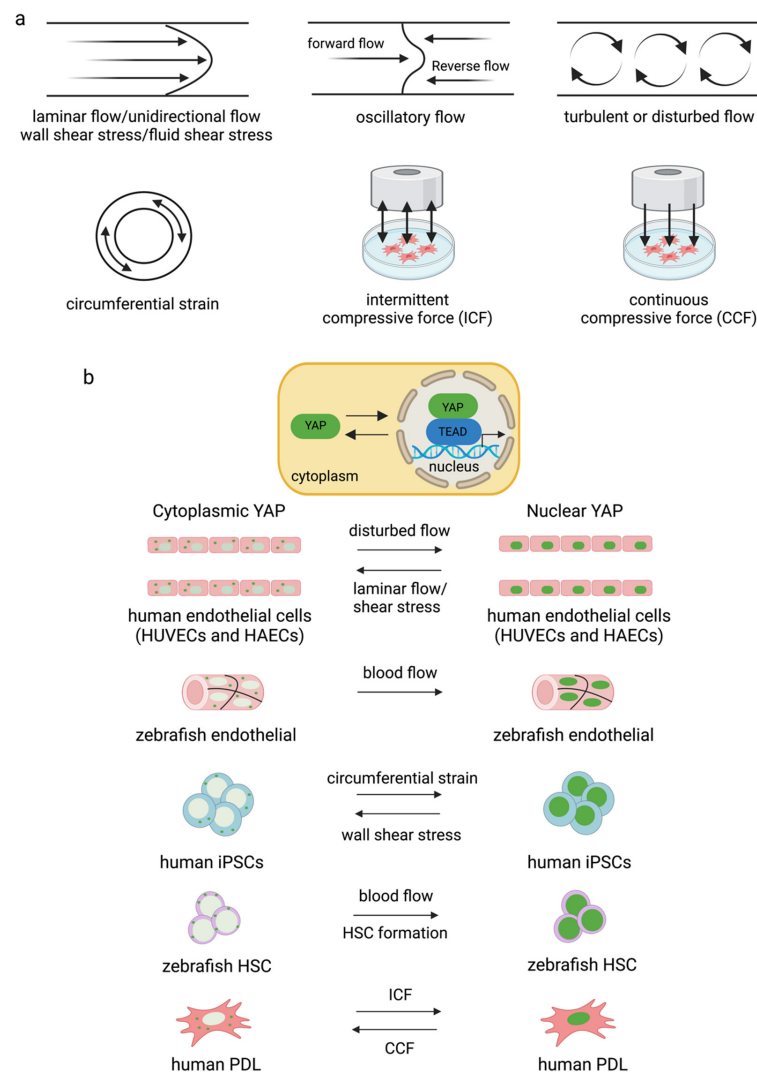 a
forward flow
Reverse flow
laminar flow/unidirectional flow
wall shear stress/fluid shear stress
oscillatory flow
turbulent or disturbed flow
circumferential strain
intermittent
compressive force (ICF)
continuous
compressive force (CCF)
b
YAP
YAP
TEAD
nucleus
cytoplasm
Cytoplasmic YAP
Nuclear YAP
disturbed flow
laminar flow/
shear stress
human endothelial cells
(HUVECs and HAECs)
human endothelial cells
(HUVECs and HAECs)
blood flow
zebrafish endothelial
zebrafish endothelial
circumferential strain
wall shear stress
human iPSCs
human iPSCs
blood flow
HSC formation
zebrafish HSC
zebrafish HSC
ICF
CCF
human PDL
human PDL